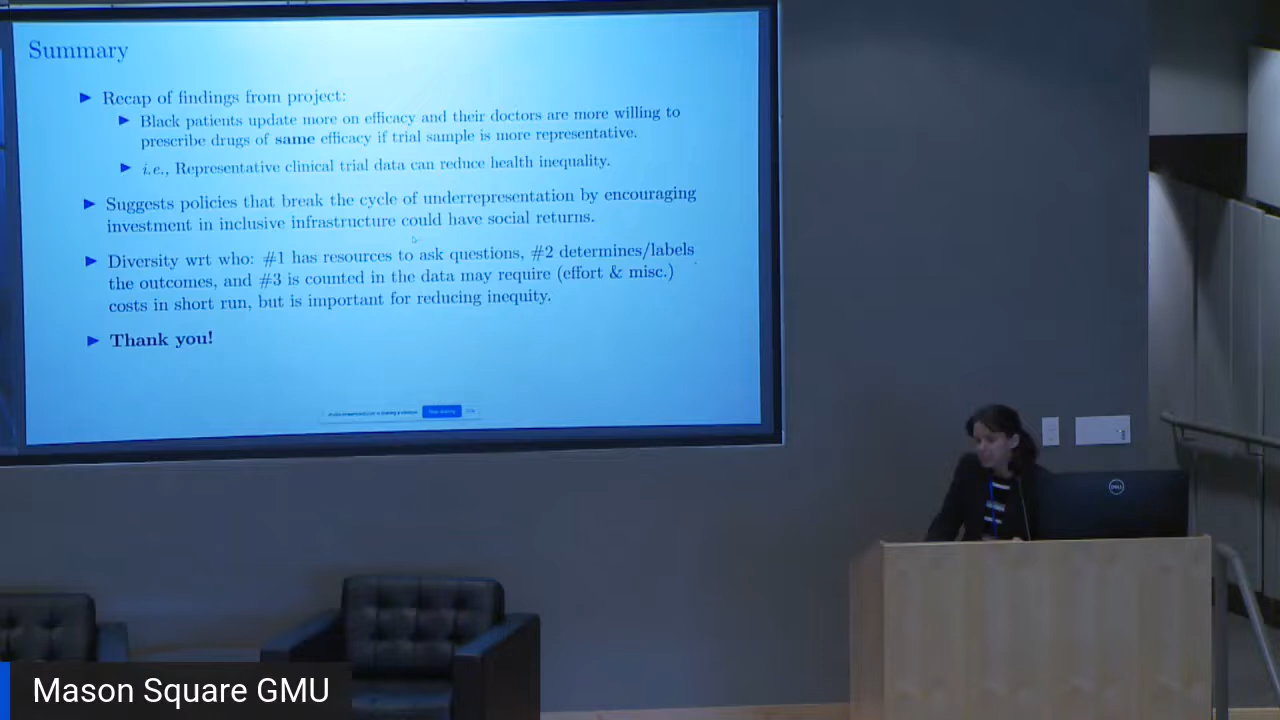 Summary
▶ Recap of findings from project:
▶ Black patients update more on efficacy and their doctors are more willing to
prescribe drugs of same efficacy if trial sample is more representative.
▶ i.e., Representative clinical trial data can reduce health inequality.
▶ Suggests policies that break the cycle of underrepresentation by encouraging
investment in inclusive infrastructure could have social returns.
▶ Diversity wrt who: #1 has resources to ask questions, #2 determines/labels
the outcomes, and #3 is counted in the data may require (effort & misc.)
costs in short run, but is important for reducing inequity.
▶ Thank you!
DELL
Mason Square GMU